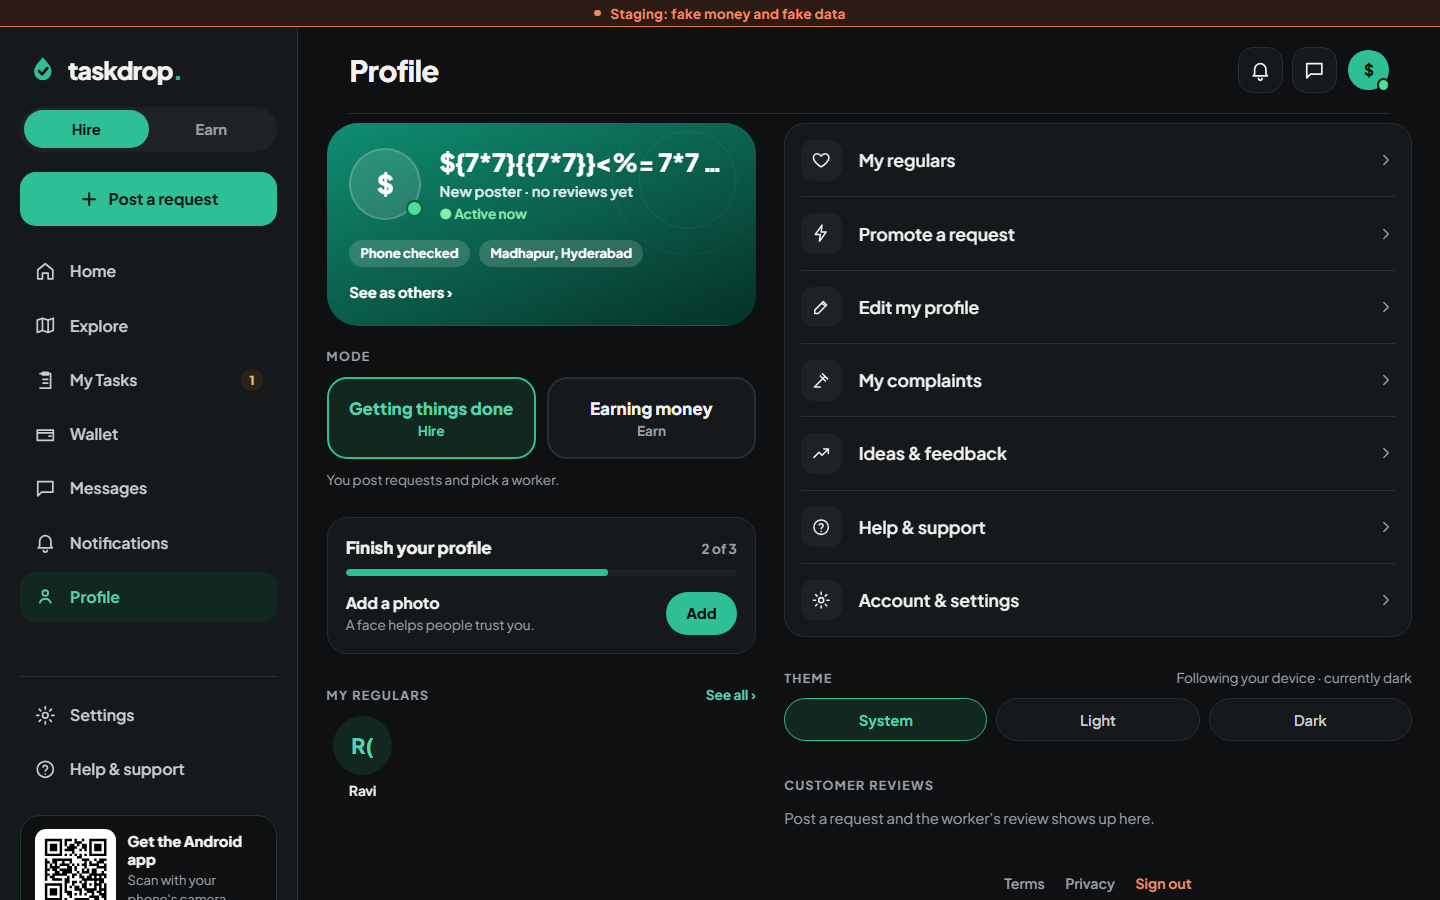 Staging: fake money and fake data
taskdrop.
Hire
Earn
Post a request
Home
Explore
My Tasks
1
Wallet
Messages
Notifications
Profile
Settings
Help & support
Get the Android
app
Scan with your
phone's camera
Profile
$
$
${7*7}{{7*7}}<%= 7*7 ...
New poster · no reviews yet
Active now
Phone checked
Madhapur, Hyderabad
See as others ›
MODE
Getting things done
Hire
Earning money
Earn
You post requests and pick a worker.
Finish your profile
2 of 3
Add a photo
A face helps people trust you.
Add
MY REGULARS
See all ›
R(
Ravi
My regulars
Promote a request
Edit my profile
My complaints
Ideas & feedback
Help & support
Account & settings
THEME
Following your device · currently dark
System
Light
Dark
CUSTOMER REVIEWS
Post a request and the worker's review shows up here.
Terms
Privacy
Sign out